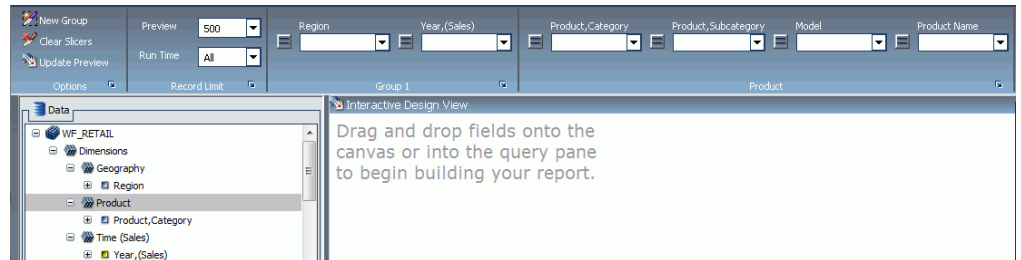 New Group
Clear Slicers
Update Preview
Options
Preview 500
Run Time All
Record Limit
Region
Year,(Sales)
Group 1
Product,Category
Product,Subcategory
Model
Product Name
Product
Data
WF_RETAIL
Dimensions
Geography
Region
Product
Product,Category
Time (Sales)
Year,(Sales)
Interactive Design View
Drag and drop fields onto the
canvas or into the query pane
to begin building your report.